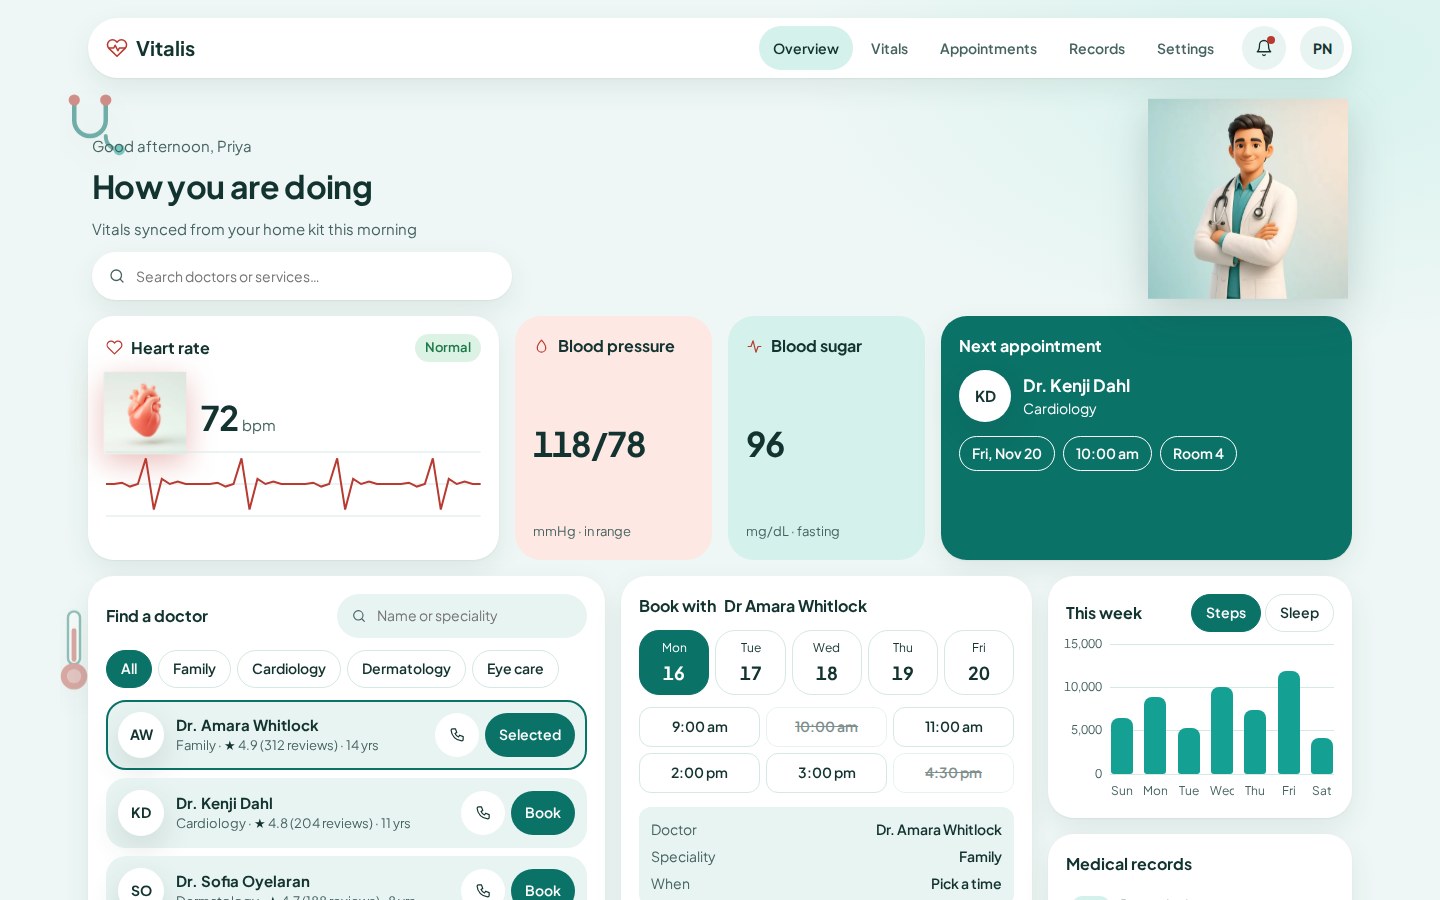 Vitalis
Overview
Vitals
Appointments
Records
Settings
PN
Good afternoon, Priya
How you are doing
Vitals synced from your home kit this morning
Search doctors or services...
Heart rate
Normal
72 bpm
Blood pressure
118/78
mmHg · in range
Blood sugar
96
mg/dL · fasting
Next appointment
KD
Dr. Kenji Dahl
Cardiology
Fri, Nov 20
10:00 am
Room 4
Find a doctor
Name or speciality
All
Family
Cardiology
Dermatology
Eye care
AW
Dr. Amara Whitlock
Family · ★ 4.9 (312 reviews) · 14 yrs
Selected
KD
Dr. Kenji Dahl
Cardiology · ★ 4.8 (204 reviews) · 11 yrs
Book
SO
Dr. Sofia Oyelaran
Book
Book with Dr Amara Whitlock
Mon 16
Tue 17
Wed 18
Thu 19
Fri 20
9:00 am
10:00 am
11:00 am
2:00 pm
3:00 pm
4:30 pm
Doctor Dr. Amara Whitlock
Speciality Family
When Pick a time
This week
Steps
Sleep
15,000
10,000
5,000
0
Sun Mon Tue Wed Thu Fri Sat
Medical records